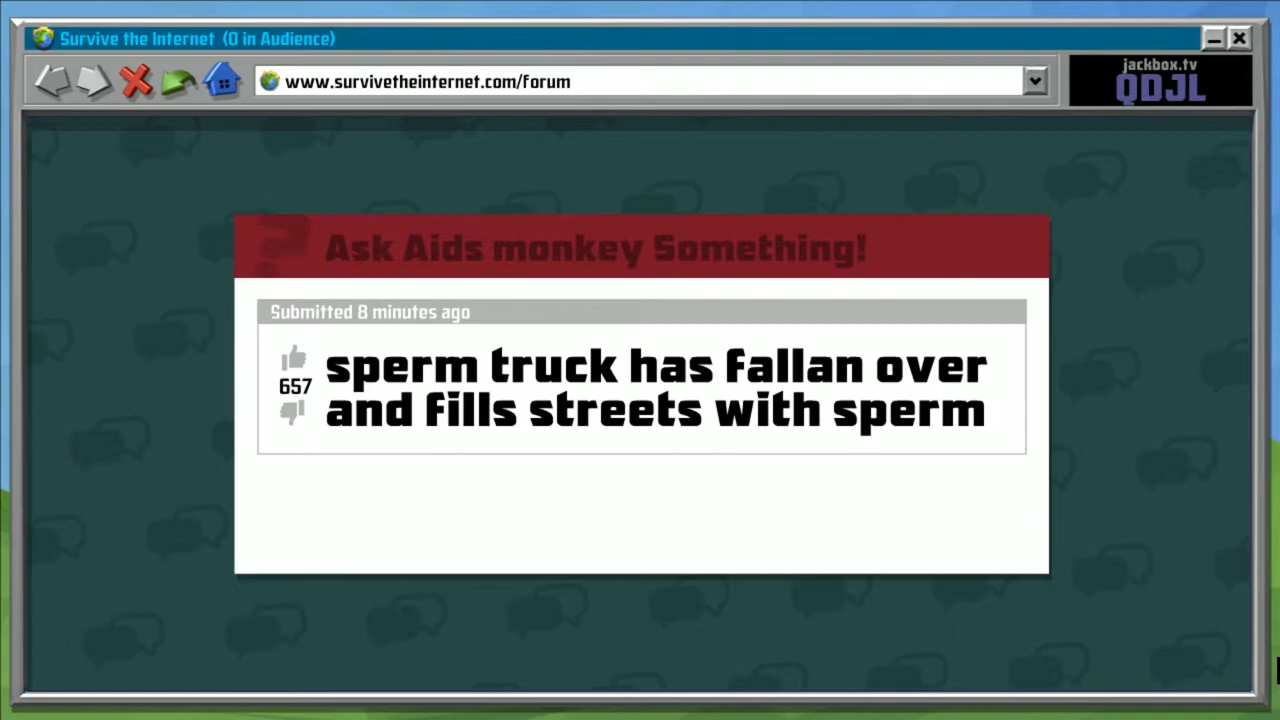 Survive the Internet (0 in Audience)
www.survivetheinternet.com/forum
jackbox.tv
QDJL
Ask Aids monkey Something!
Submitted 8 minutes ago
657
sperm truck has fallan over
and fills streets with sperm